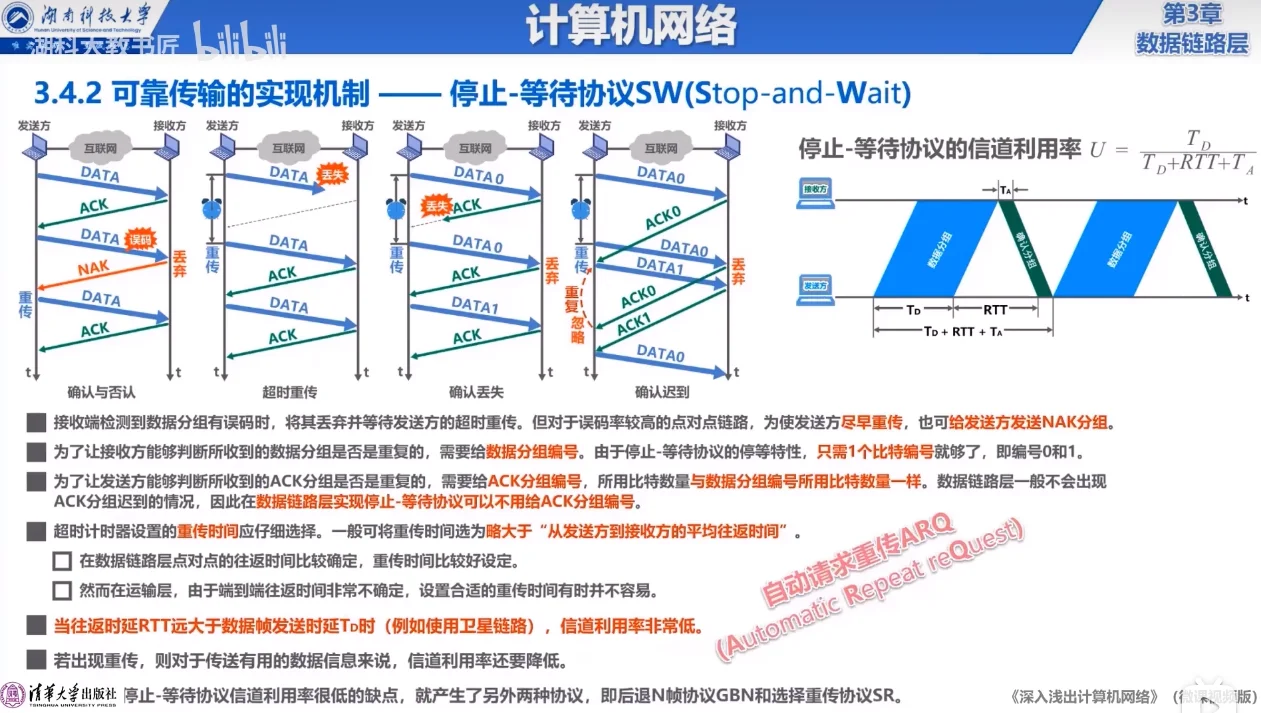 湖南科技大学
Hunan University of Science and Technology
湖科大教书匠 bilibili
计算机网络
第3章
数据链路层
3.4.2 可靠传输的实现机制 —— 停止-等待协议SW(Stop-and-Wait)
发送方 接收方
互联网
DATA
ACK
DATA 误码
NAK
丢弃
重传
DATA
ACK
t t
确认与否认
发送方 接收方
互联网
DATA 丢失
重传
DATA
ACK
DATA
ACK
t t
超时重传
发送方 接收方
互联网
DATA 0
丢失 ACK
重传
DATA 0
丢弃
ACK
DATA1
ACK
t t
确认丢失
发送方 接收方
互联网
DATA0
ACK0
重传
DATA0
丢弃
DATA1
重复 忽略
ACK0
ACK1
DATA0
t t
确认迟到
停止-等待协议的信道利用率 U = T_D / (T_D+RTT+T_A)
接收方
TA
t
数据分组
确认分组
数据分组
确认分组
发送方
t
TD RTT
TD + RTT + TA
接收端检测到数据分组有误码时，将其丢弃并等待发送方的超时重传。但对于误码率较高的点对点链路，为使发送方尽早重传，也可给发送方发送NAK分组。
为了让接收方能够判断所收到的数据分组是否是重复的，需要给数据分组编号。由于停止-等待协议的停等特性，只需1个比特编号就够了，即编号0和1。
为了让发送方能够判断所收到的ACK分组是否是重复的，需要给ACK分组编号，所用比特数量与数据分组编号所用比特数量一样。数据链路层一般不会出现
ACK分组迟到的情况，因此在数据链路层实现停止-等待协议可以不用给ACK分组编号。
超时计时器设置的重传时间应仔细选择。一般可将重传时间选为略大于“从发送方到接收方的平均往返时间”。
在数据链路层点对点的往返时间比较确定，重传时间比较好设定。
然而在运输层，由于端到端往返时间非常不确定，设置合适的重传时间有时并不容易。
自动请求重传ARQ
(Automatic Repeat reQuest)
当往返时延RTT远大于数据帧发送时延TD时（例如使用卫星链路），信道利用率非常低。
若出现重传，则对于传送有用的数据信息来说，信道利用率还要降低。
清华大学出版社
TSINGHUA UNIVERSITY PRESS
停止-等待协议信道利用率很低的缺点，就产生了另外两种协议，即后退N帧协议GBN和选择重传协议SR。
《深入浅出计算机网络》（微课视频版）